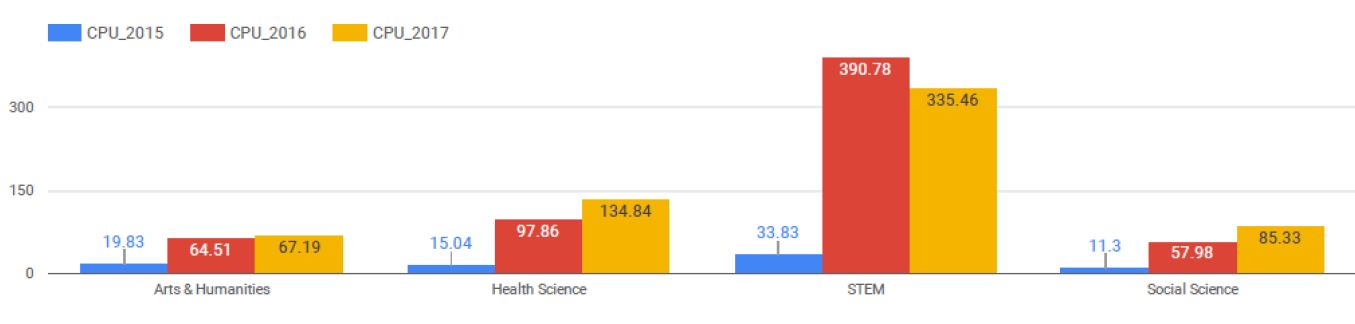 CPU_2015 CPU_2016 CPU_2017
390.78
300
335.46
150
134.84
19.83 64.51 67.19 15.04 97.86 33.83 11.3 57.98 85.33
0
Arts & Humanities Health Science STEM Social Science